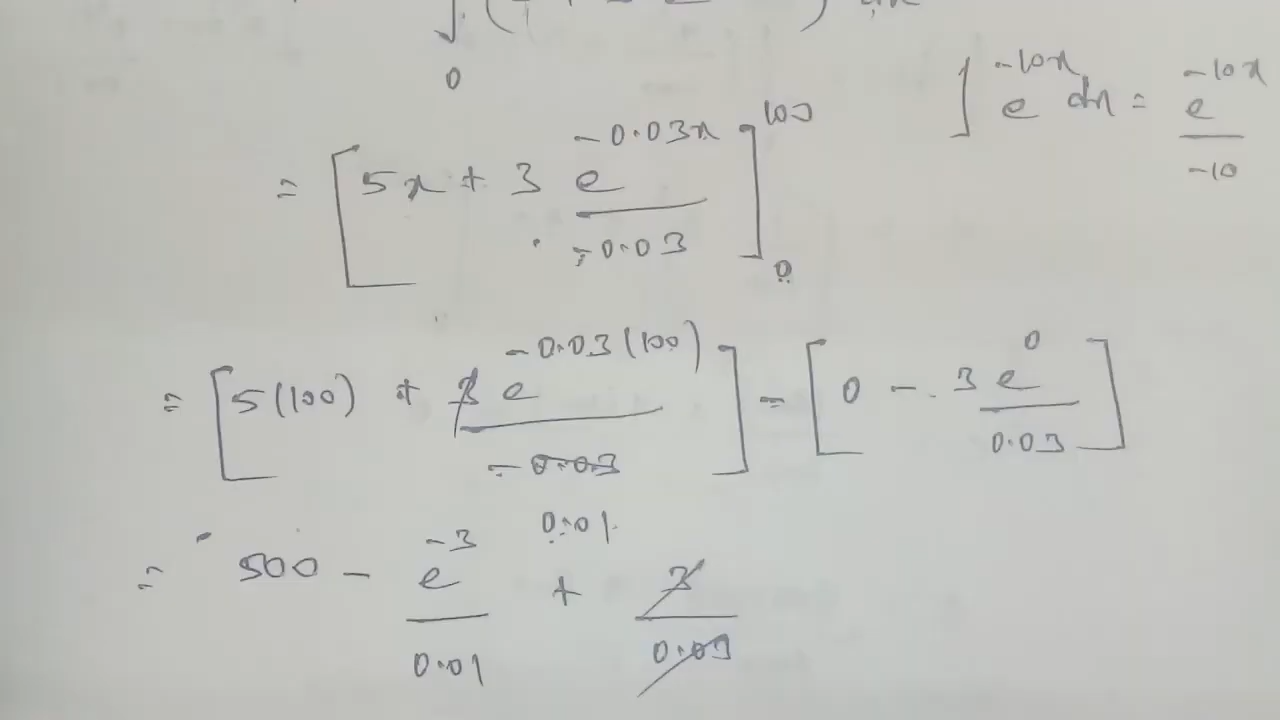 0
∫ e^{-10x} dx = e^{-10x} / -10
= [ 5x + 3 e^{-0.03x} / -0.03 ]_0^{100}
= [ 5(100) + 3 e^{-0.03(100)} / -0.03 ] - [ 0 - 3 e^0 / 0.03 ]
0.01
= 500 - e^{-3} / 0.01 + 3 / 0.03